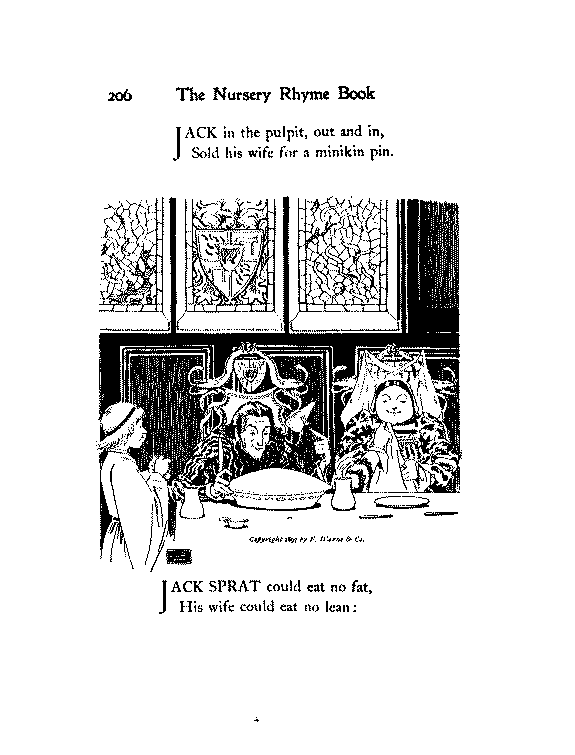 206 The Nursery Rhyme Book
JACK in the pulpit, out and in,
Sold his wife for a minikin pin.
Copyright 1897 by F. Warne & Co.
JACK SPRAT could eat no fat,
His wife could eat no lean: